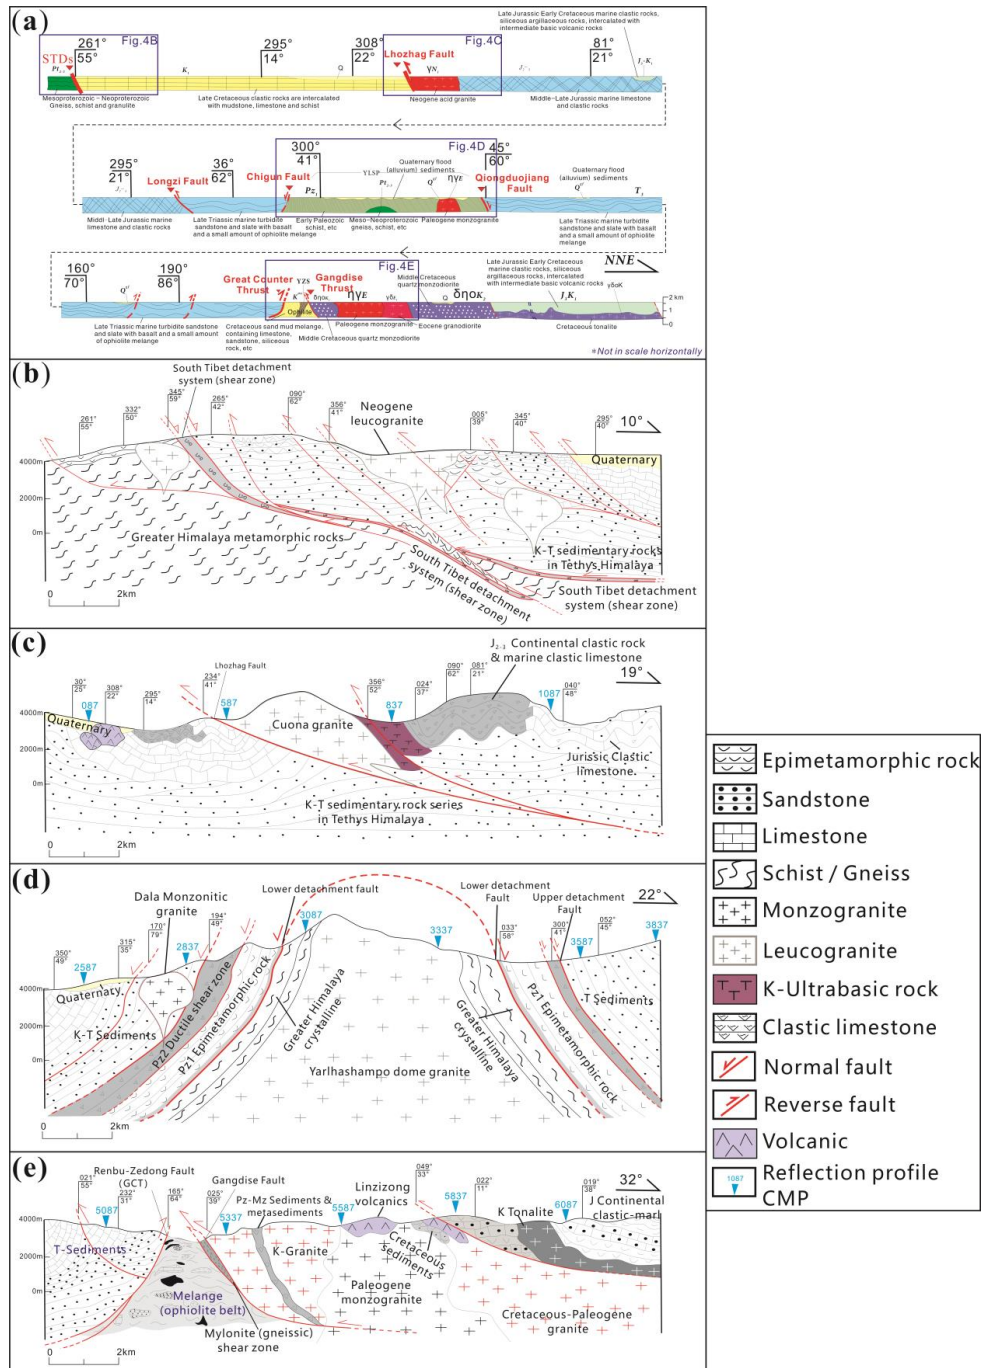 (a)
Late Jurassic Early Cretaceous marine clastic rocks,
siliceous argillaceous rocks, intercalated with
intermediate basic volcanic rocks
261°
55°
Fig.4B
295°
14°
308°
22°
Fig.4C
81°
21°
STDs
Lhozhag Fault
K₁
Q
γN₁
J₃K₁
Mesoproterozoic - Neoproterozoic
Gneiss, schist and granulite
Late Cretaceous clastic rocks are intercalated
with mudstone, limestone and schist
Neogene acid granite
Middle-Late Jurassic marine limestone
and clastic rocks
295°
21°
36°
62°
300°
41°
Fig.4D
45°
60°
Longzi Fault
Chigun Fault
Pz₁
YLSP
Quaternary flood
(alluvium) sediments
ηγE
Qiongduojiang
Fault
Quaternary flood
(alluvium) sediments
T₃
Middl- Late Jurassic marine
limestone and clastic rocks
Late Triassic marine turbidite
sandstone and slate with basalt
and a small amount of ophiolite melange
Early Paleozoic
schist, etc
Meso-Neoproterozoic
gneiss, schist, etc
Paleogene monzogranite
Late Triassic marine turbidite
sandstone and slate with basalt
and a small amount of ophiolite
melange
160°
70°
190°
86°
Fig.4E
Great Counter
Thrust
YZS
Gangdise
Thrust
Middle Cretaceous
quartz monzodiorite
Late Jurassic Early Cretaceous
marine clastic rocks, siliceous
argillaceous rocks, intercalated
with intermediate basic volcanic rocks
NNE
Ophiolite
ηγE
Q
J₃K₁
γδoK
2 km
1
0
Late Triassic marine turbidite sandstone
and slate with basalt and a small amount
of ophiolite melange
Cretaceous sand mud melange,
containing limestone,
sandstone, siliceous
rock, etc
Paleogene monzogranite
Eocene granodiorite
Middle Cretaceous quartz monzodiorite
Cretaceous tonalite
*Not in scale horizontally
(b)
South Tibet detachment
system (shear zone)
261°
55°
332°
50°
345°
59°
265°
42°
090°
62°
356°
41°
Neogene
leucogranite
005°
39°
345°
40°
295°
40°
10°
Quaternary
4000m
2000m
0m
Greater Himalaya metamorphic rocks
South Tibet detachment
system (shear zone)
K-T sedimentary rocks
in Tethys Himalaya
South Tibet detachment
system (shear zone)
0
2km
(c)
J₂₋₃ Continental clastic rock
& marine clastic limestone
30°
25°
087
308°
22°
295°
14°
234°
41°
Lhozhag Fault
587
356°
52°
837
024°
37°
090°
62°
081°
21°
1087
040°
48°
19°
4000m
2000m
0m
Quaternary
Cuona granite
Jurissic Clastic
limestone
K-T sedimentary rock series
in Tethys Himalaya
0
2km
(d)
Dala Monzonitic
granite
Lower detachment fault
Lower detachment
Fault
Upper detachment
Fault
22°
350°
49°
2587
315°
35°
170°
79°
2837
194°
49°
3087
3337
033°
58°
300°
41°
3587
052°
45°
3837
4000m
2000m
0m
Quaternary
K-T Sediments
Pz2 Ductile shear zone
Pz1 Epimetamorphic rock
Greater Himalaya
crystalline
Yarlhashampo dome granite
Greater Himalaya
crystalline
Pz1 Epimetamorphic rock
T Sediments
0
2km
(e)
Renbu-Zedong Fault
(GCT)
Gangdise Fault
Pz-Mz Sediments &
metasediments
Linzizong
volcanics
32°
021°
55°
5087
232°
31°
165°
64°
025°
39°
5337
5587
049°
33°
5837
022°
11°
6087
019°
38°
K Tonalite
J Continental
clastic-marl
4000m
2000m
0m
T-Sediments
K-Granite
Cretaceous
sediments
Paleogene
monzogranite
Melange
(ophiolite belt)
Mylonite (gneissic)
shear zone
Cretaceous-Paleogene
granite
0
2km
Epimetamorphic rock
Sandstone
Limestone
Schist / Gneiss
Monzogranite
Leucogranite
K-Ultrabasic rock
Clastic limestone
Normal fault
Reverse fault
Volcanic
1087
Reflection profile
CMP